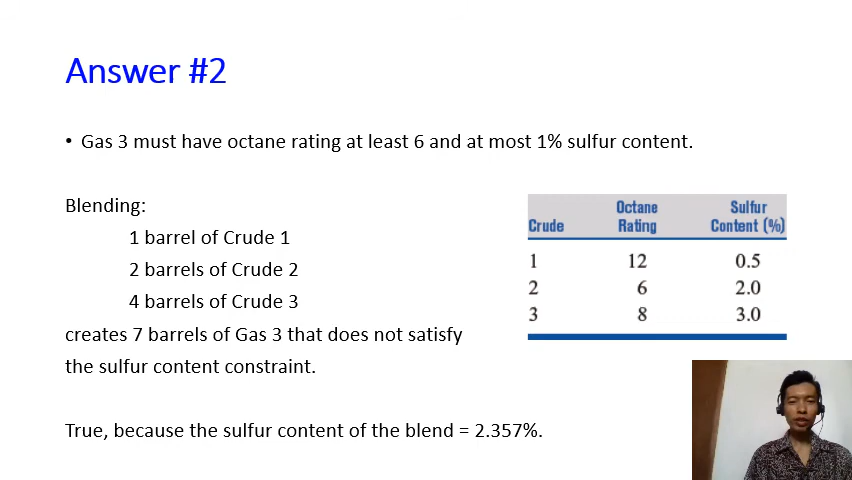 Answer #2
• Gas 3 must have octane rating at least 6 and at most 1% sulfur content.
Blending:
1 barrel of Crude 1
2 barrels of Crude 2
4 barrels of Crude 3
creates 7 barrels of Gas 3 that does not satisfy
the sulfur content constraint.
True, because the sulfur content of the blend = 2.357%.
Octane Sulfur
Crude Rating Content (%)
1 12 0.5
2 6 2.0
3 8 3.0